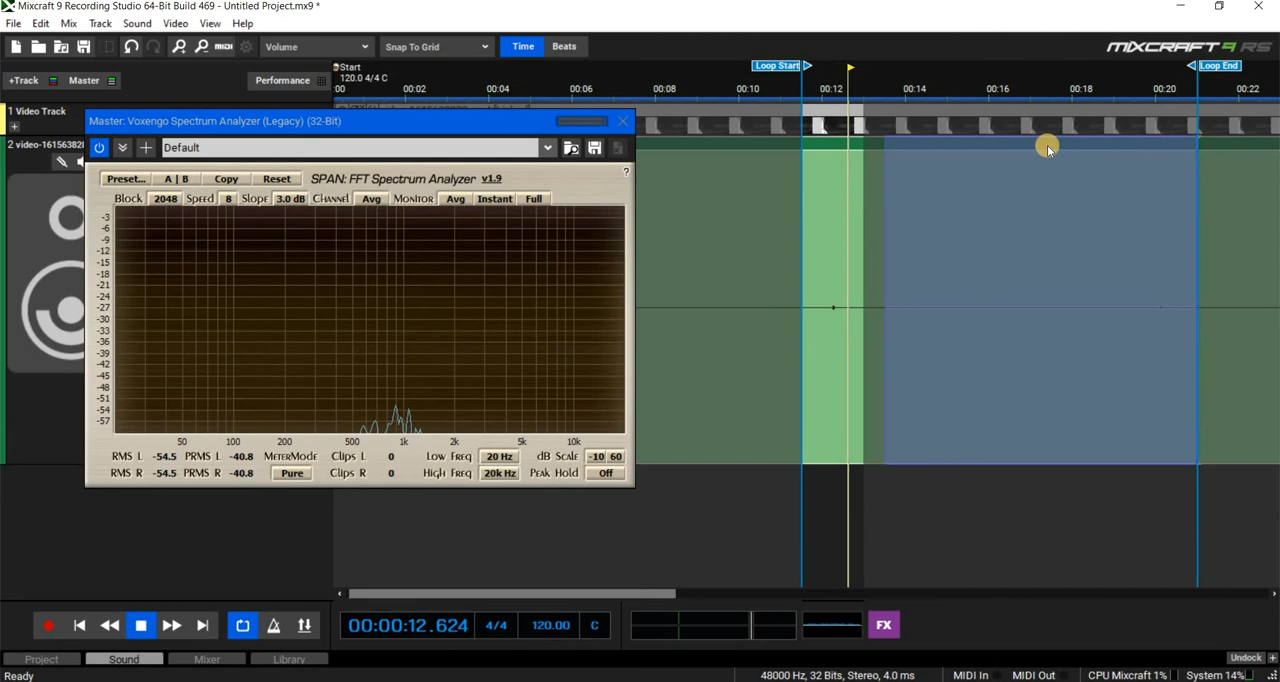 Mixcraft 9 Recording Studio 64-Bit Build 469 - Untitled Project.mx9 *
File Edit Mix Track Sound Video View Help
MIDI Volume Snap To Grid Time Beats MIXCRAFT 9 RS
Start Loop Start Loop End
+Track Master Performance 120.0 4/4 C
:00 00:02 00:04 00:06 00:08 00:10 00:12 00:14 00:16 00:18 00:20 00:22
1 Video Track
Master: Voxengo Spectrum Analyzer (Legacy) (32-Bit)
2 video-16156382
Default
Preset... A | B Copy Reset SPAN: FFT Spectrum Analyzer v1.9 ?
Block 2048 Speed 8 Slope 3.0 dB Channel Avg Monitor Avg Instant Full
-3
-6
-9
-12
-15
-18
-21
-24
-27
-30
-33
-36
-39
-42
-45
-48
-51
-54
-57
50 100 200 500 1k 2k 5k 10k
RMS L -54.5 PRMS L -40.8 MeterMode Clips L 0 Low Freq 20 Hz dB Scale -10 60
RMS R -54.5 PRMS R -40.8 Pure Clips R 0 High Freq 20k Hz Peak Hold Off
00:00:12.624 4/4 120.00 C FX
Project Sound Mixer Library Undock +
Ready 48000 Hz, 32 Bits, Stereo, 4.0 ms MIDI In MIDI Out CPU Mixcraft 1% System 14%